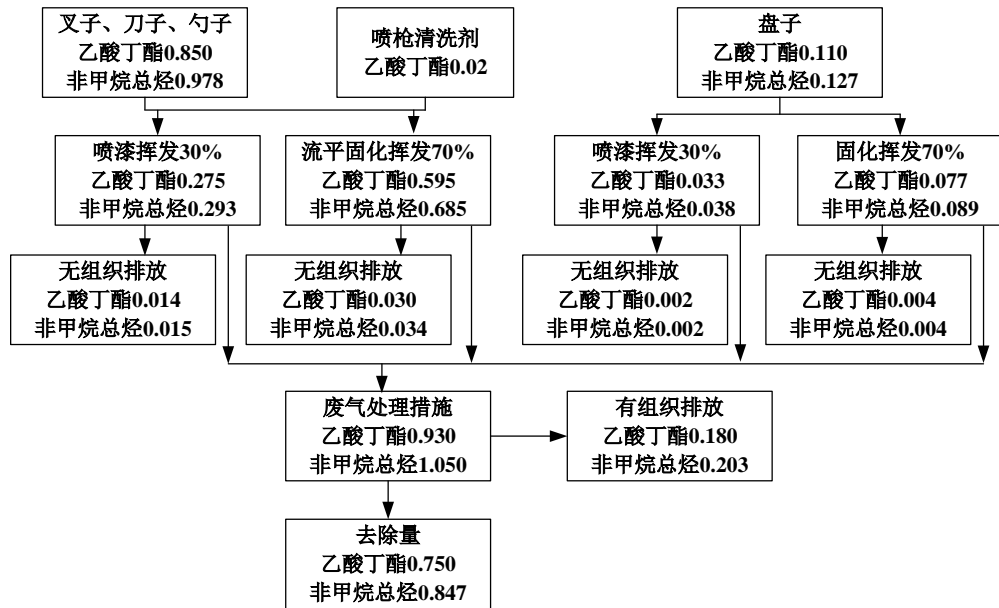 叉子、刀子、勺子
乙酸丁酯0.850
非甲烷总烃0.978
喷枪清洗剂
乙酸丁酯0.02
盘子
乙酸丁酯0.110
非甲烷总烃0.127
喷漆挥发30%
乙酸丁酯0.275
非甲烷总烃0.293
流平固化挥发70%
乙酸丁酯0.595
非甲烷总烃0.685
喷漆挥发30%
乙酸丁酯0.033
非甲烷总烃0.038
固化挥发70%
乙酸丁酯0.077
非甲烷总烃0.089
无组织排放
乙酸丁酯0.014
非甲烷总烃0.015
无组织排放
乙酸丁酯0.030
非甲烷总烃0.034
无组织排放
乙酸丁酯0.002
非甲烷总烃0.002
无组织排放
乙酸丁酯0.004
非甲烷总烃0.004
废气处理措施
乙酸丁酯0.930
非甲烷总烃1.050
有组织排放
乙酸丁酯0.180
非甲烷总烃0.203
去除量
乙酸丁酯0.750
非甲烷总烃0.847